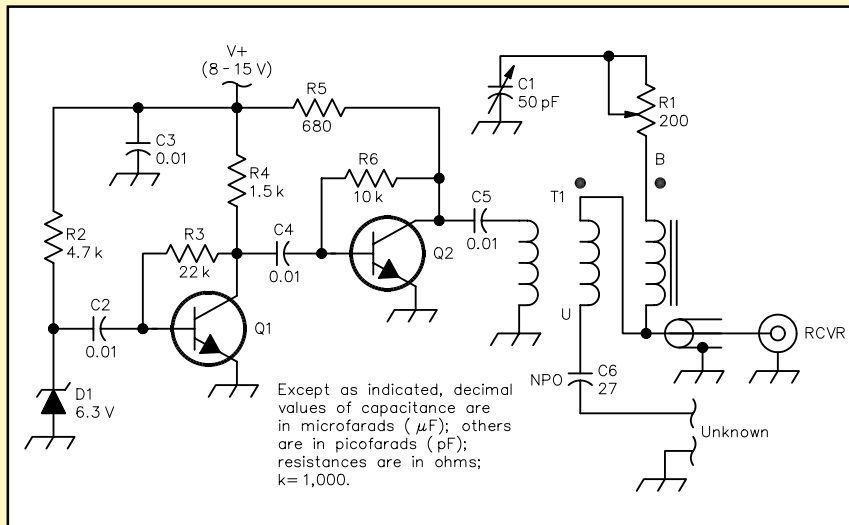 V+
(8-15 V)
R5
680
C1
50 pF
R1
200
C3
0.01
R4
1.5 k
R6
10 k
B
T1
C5
0.01
R2
4.7 k
R3
22 k
C4
0.01
Q2
C2
0.01
Q1
U
RCVR
D1
6.3 V
NPO
C6
27
Unknown
Except as indicated, decimal
values of capacitance are
in microfarads ( µF); others
are in picofarads ( pF);
resistances are in ohms;
k= 1,000.